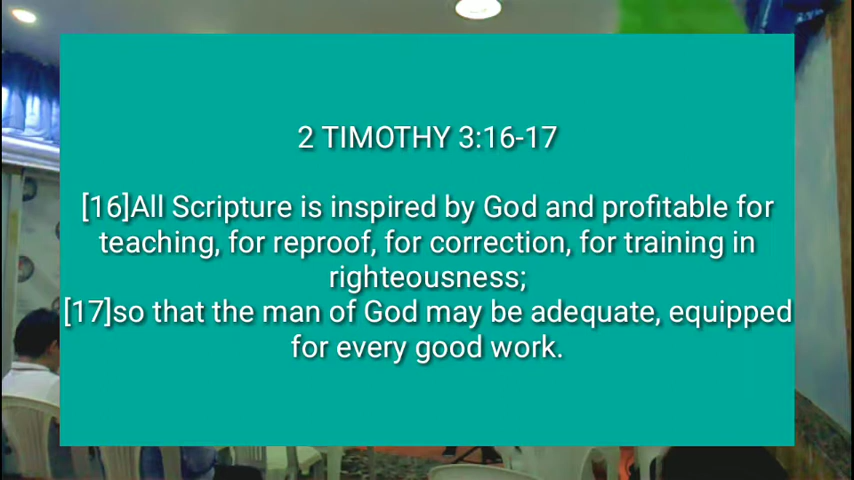 2 TIMOTHY 3:16-17
[16]All Scripture is inspired by God and profitable for
teaching, for reproof, for correction, for training in
righteousness;
[17]so that the man of God may be adequate, equipped
for every good work.